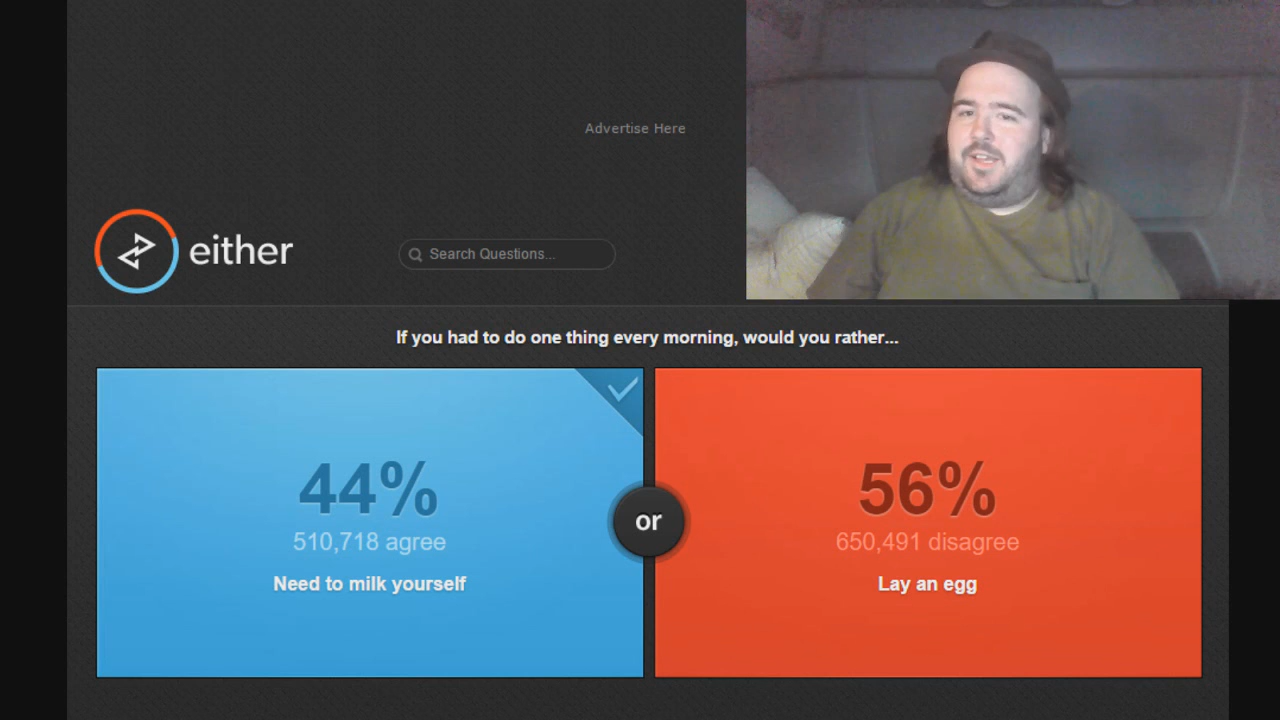 Advertise Here
either
Search Questions...
If you had to do one thing every morning, would you rather...
44%
510,718 agree
Need to milk yourself
or
56%
650,491 disagree
Lay an egg